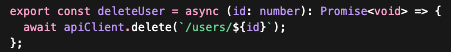 export const deleteUser = async (id: number): Promise<void> => {
  await apiClient.delete(`/users/${id}`);
};